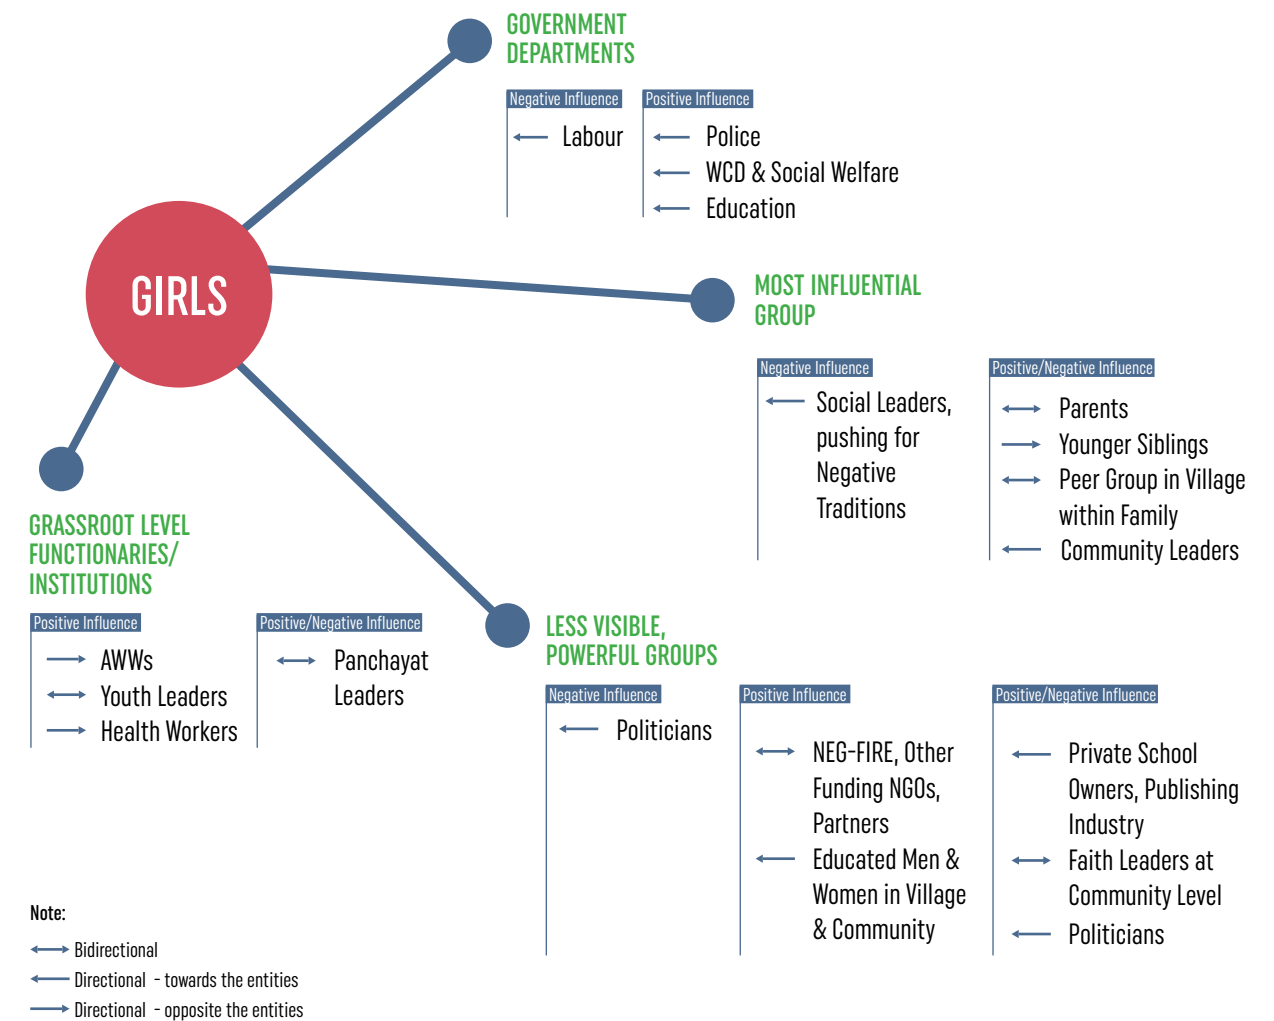 GOVERNMENT
DEPARTMENTS
Negative Influence
Labour
Positive Influence
Police
WCD & Social Welfare
Education
GIRLS
MOST INFLUENTIAL
GROUP
Negative Influence
Social Leaders,
pushing for
Negative
Traditions
Positive/Negative Influence
Parents
Younger Siblings
Peer Group in Village
within Family
Community Leaders
GRASSROOT LEVEL
FUNCTIONARIES/
INSTITUTIONS
Positive Influence
AWWs
Youth Leaders
Health Workers
Positive/Negative Influence
Panchayat
Leaders
LESS VISIBLE,
POWERFUL GROUPS
Negative Influence
Politicians
Positive Influence
NEG-FIRE, Other
Funding NGOs,
Partners
Educated Men &
Women in Village
& Community
Positive/Negative Influence
Private School
Owners, Publishing
Industry
Faith Leaders at
Community Level
Politicians
Note:
Bidirectional
Directional - towards the entities
Directional - opposite the entities